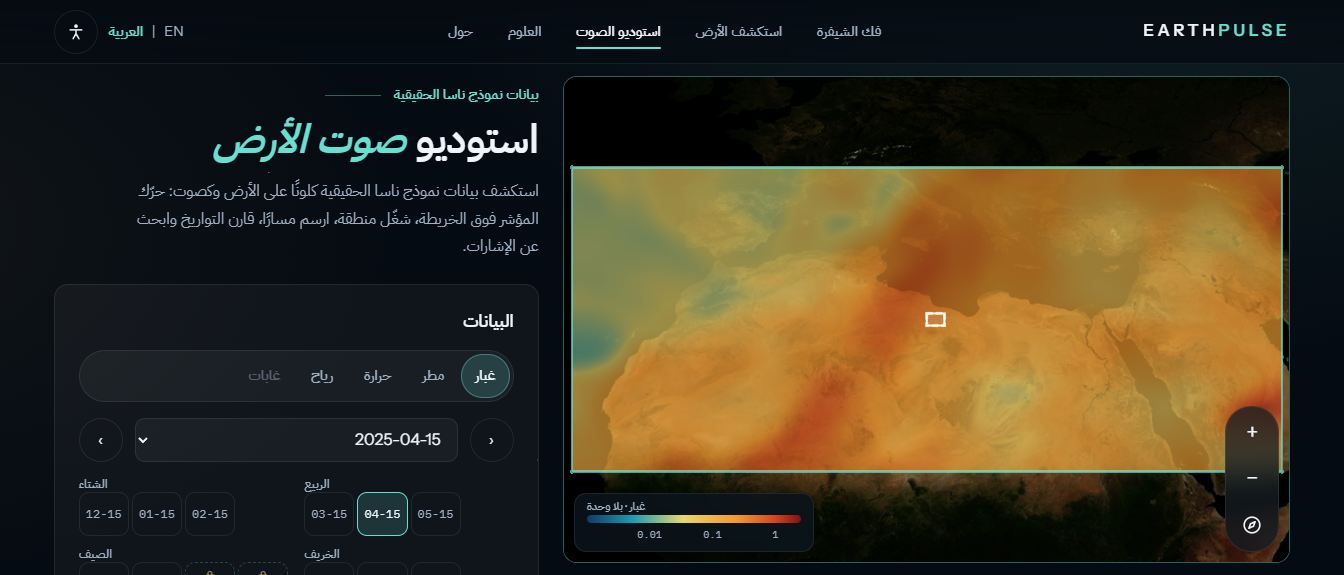 EARTHPULSE
فك الشيفرة
استكشف الأرض
استوديو الصوت
العلوم
حول
العربية | EN
بيانات نموذج ناسا الحقيقية
استوديو صوت الأرض
استكشف بيانات نموذج ناسا الحقيقية كلونًا على الأرض وكصوت: حرّك
المؤشر فوق الخريطة، شغّل منطقة، ارسم مسارًا، قارن التواريخ وابحث
عن الإشارات.
البيانات
غبار
مطر
حرارة
رياح
غابات
2025-04-15
الربيع
03-15 04-15 05-15
الشتاء
12-15 01-15 02-15
الخريف
الصيف
+
−
غبار · بلا وحدة
0.01 0.1 1